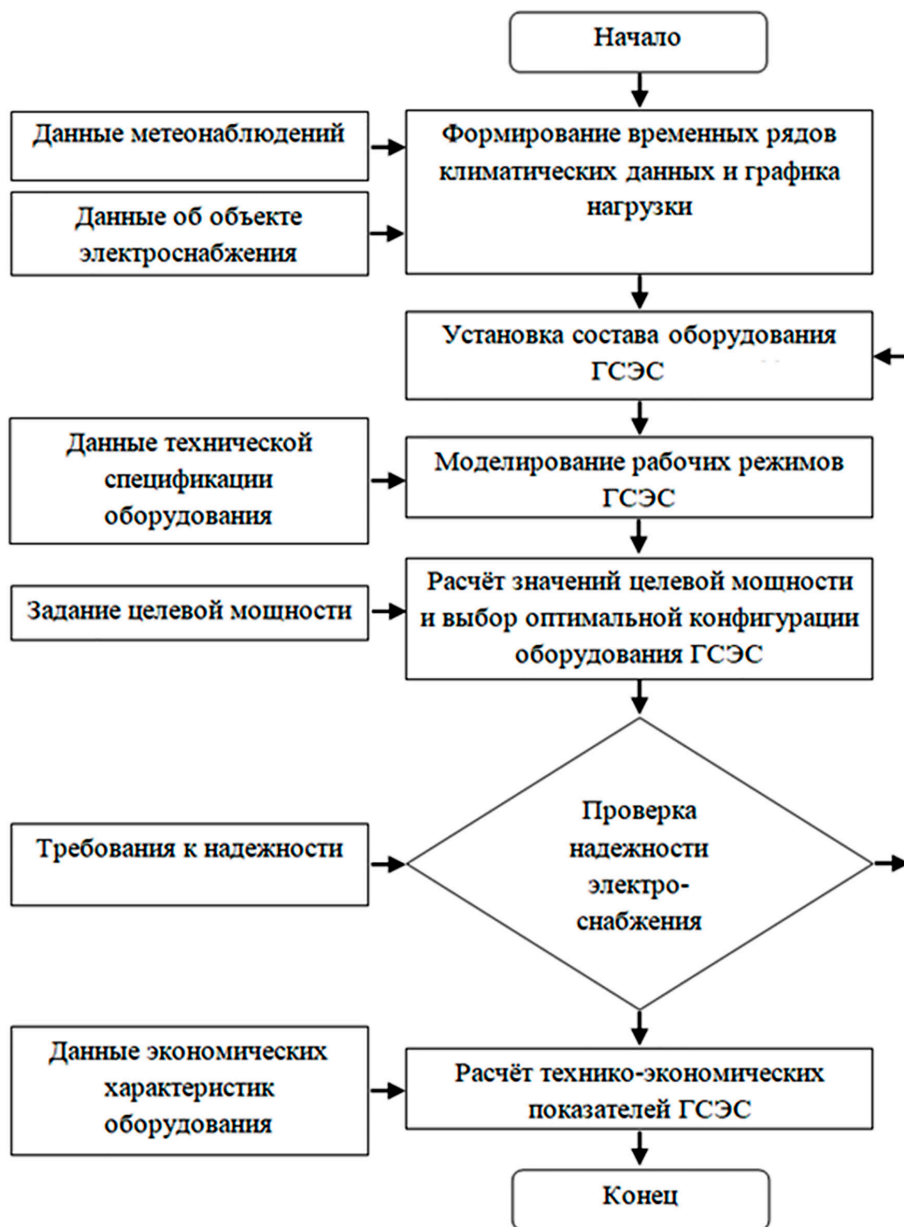 Начало
Данные метеонаблюдений
Формирование временных рядов
климатических данных и графика
нагрузки
Данные об объекте
электроснабжения
Установка состава оборудования
ГСЭС
Данные технической
спецификации
оборудования
Моделирование рабочих режимов
ГСЭС
Задание целевой мощности
Расчёт значений целевой мощности
и выбор оптимальной конфигурации
оборудования ГСЭС
Требования к надежности
Проверка
надежности
электро-
снабжения
Данные экономических
характеристик
оборудования
Расчёт технико-экономических
показателей ГСЭС
Конец